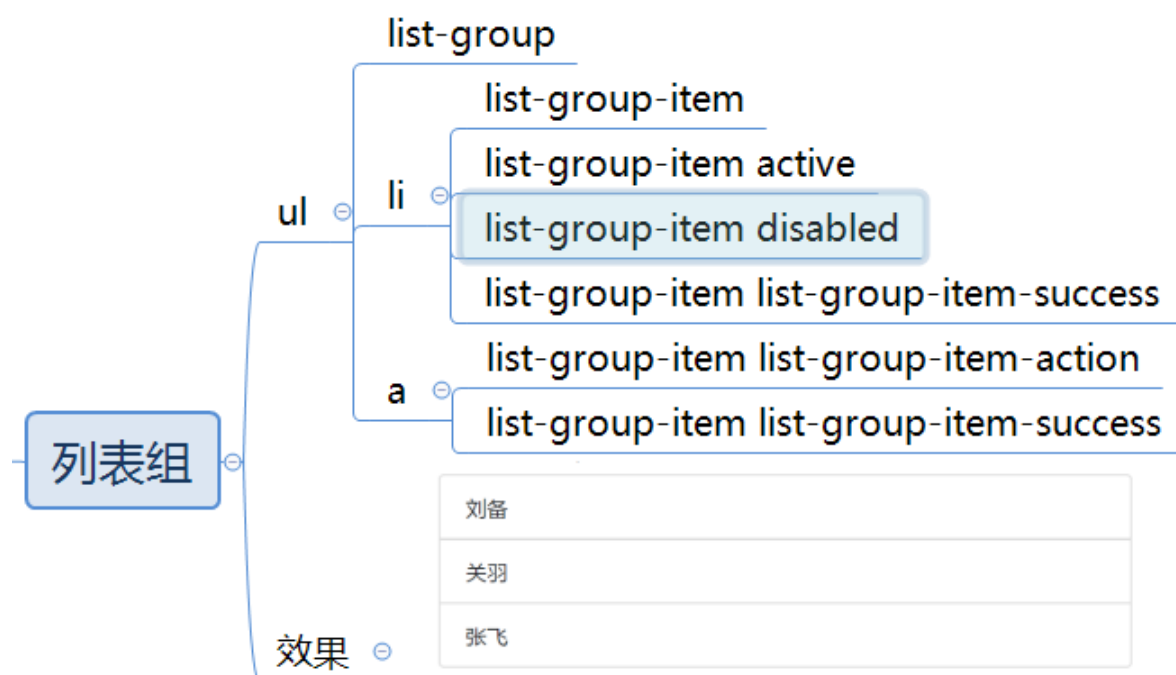 list-group
list-group-item
list-group-item active
li
ul
list-group-item disabled
list-group-item list-group-item-success
list-group-item list-group-item-action
a
list-group-item list-group-item-success
列表组
刘备
关羽
张飞
效果